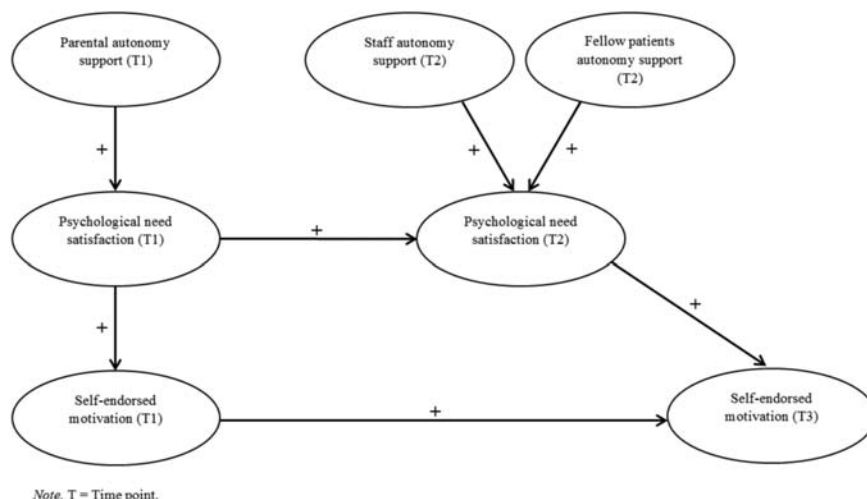 Parental autonomy
support (T1)
Staff autonomy
support (T2)
Fellow patients
autonomy support
(T2)
+
+
+
Psychological need
satisfaction (T1)
+
Psychological need
satisfaction (T2)
+
+
Self-endorsed
motivation (T1)
+
Self-endorsed
motivation (T3)
Note. T = Time point.